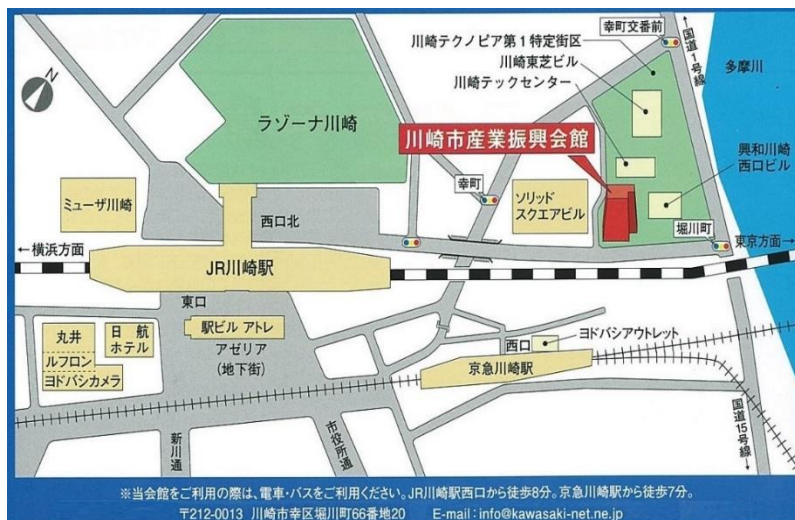 幸町交番前
国道1号線
多摩川
川崎テクノピア第1特定街区
川崎東芝ビル
川崎テックセンター
N
ラゾーナ川崎
川崎市産業振興会館
興和川崎
西口ビル
幸町
ソリッド
スクエアビル
ミューザ川崎
西口北
堀川町
←横浜方面
東京方面→
JR川崎駅
東口
丸井
ルフロン
ヨドバシカメラ
日航
ホテル
駅ビル アトレ
アゼリア
(地下街)
西口
ヨドバシアウトレット
京急川崎駅
新川通
市役所通
国道15号線
※当会館をご利用の際は、電車・バスをご利用ください。JR川崎駅西口から徒歩8分。京急川崎駅から徒歩7分。
〒212-0013 川崎市幸区堀川町66番地20 E-mail:info@kawasaki-net.ne.jp